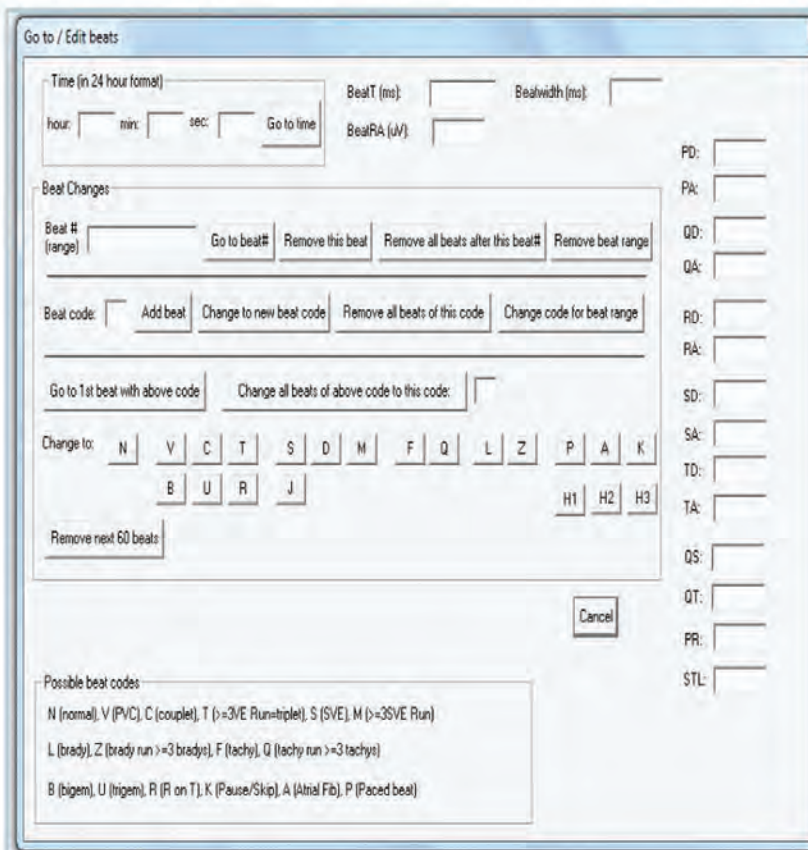 Go to / Edit beats
Time (in 24 hour format)
hour: min: sec: Go to time
BeatT (ms): Beatwidth (ms):
BeatRA (uV):
Beat Changes
Beat #
(range) Go to beat# Remove this beat Remove all beats after this beat# Remove beat range
Beat code: Add beat Change to new beat code Remove all beats of this code Change code for beat range
Go to 1st beat with above code Change all beats of above code to this code:
Change to: N V C T S D M F Q L Z P A K
B U R J H1 H2 H3
Remove next 60 beats
Cancel
PD:
PA:
QD:
QA:
RD:
RA:
SD:
SA:
TD:
TA:
QS:
QT:
PR:
STL:
Possible beat codes
N (normal), V (PVC), C (couplet), T (>=3VE Run=triplet), S (SVE), M (>=3SVE Run)
L (brady), Z (brady run >=3 bradys), F (tachy), Q (tachy run >=3 tachys)
B (bigem), U (trigem), R (R on T), K (Pause/Skip), A (Atrial Fib), P (Paced beat)